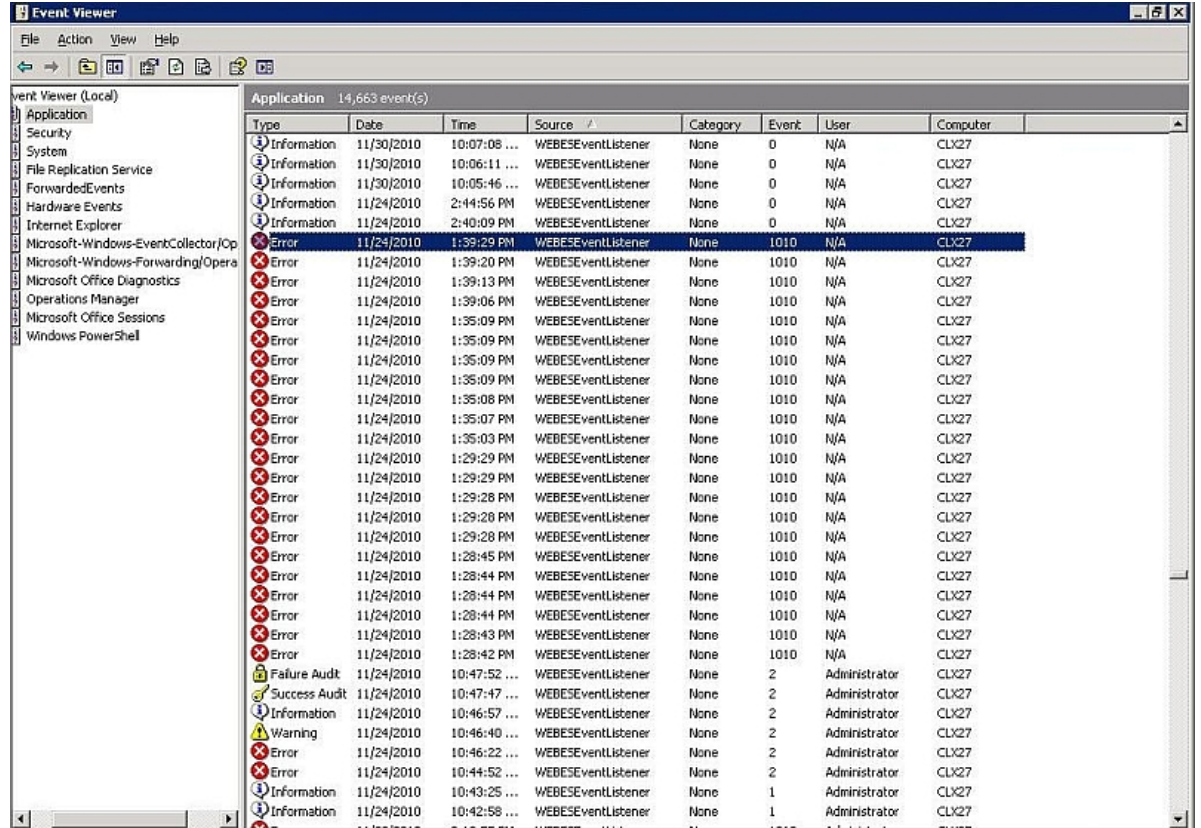 Event Viewer
File Action View Help
vent Viewer (Local)
Application
Security
System
File Replication Service
ForwardedEvents
Hardware Events
Internet Explorer
Microsoft-Windows-EventCollector/Op
Microsoft-Windows-Forwarding/Opera
Microsoft Office Diagnostics
Operations Manager
Microsoft Office Sessions
Windows PowerShell
Application 14,663 event(s)
Type Date Time Source Category Event User Computer
Information 11/30/2010 10:07:08 ... WEBESEventListener None 0 N/A CLX27
Information 11/30/2010 10:06:11 ... WEBESEventListener None 0 N/A CLX27
Information 11/30/2010 10:05:46 ... WEBESEventListener None 0 N/A CLX27
Information 11/24/2010 2:44:56 PM WEBESEventListener None 0 N/A CLX27
Information 11/24/2010 2:40:09 PM WEBESEventListener None 0 N/A CLX27
Error 11/24/2010 1:39:29 PM WEBESEventListener None 1010 N/A CLX27
Error 11/24/2010 1:39:20 PM WEBESEventListener None 1010 N/A CLX27
Error 11/24/2010 1:39:13 PM WEBESEventListener None 1010 N/A CLX27
Error 11/24/2010 1:39:06 PM WEBESEventListener None 1010 N/A CLX27
Error 11/24/2010 1:35:09 PM WEBESEventListener None 1010 N/A CLX27
Error 11/24/2010 1:35:09 PM WEBESEventListener None 1010 N/A CLX27
Error 11/24/2010 1:35:09 PM WEBESEventListener None 1010 N/A CLX27
Error 11/24/2010 1:35:09 PM WEBESEventListener None 1010 N/A CLX27
Error 11/24/2010 1:35:08 PM WEBESEventListener None 1010 N/A CLX27
Error 11/24/2010 1:35:07 PM WEBESEventListener None 1010 N/A CLX27
Error 11/24/2010 1:35:03 PM WEBESEventListener None 1010 N/A CLX27
Error 11/24/2010 1:29:29 PM WEBESEventListener None 1010 N/A CLX27
Error 11/24/2010 1:29:29 PM WEBESEventListener None 1010 N/A CLX27
Error 11/24/2010 1:29:28 PM WEBESEventListener None 1010 N/A CLX27
Error 11/24/2010 1:29:28 PM WEBESEventListener None 1010 N/A CLX27
Error 11/24/2010 1:29:28 PM WEBESEventListener None 1010 N/A CLX27
Error 11/24/2010 1:28:45 PM WEBESEventListener None 1010 N/A CLX27
Error 11/24/2010 1:28:44 PM WEBESEventListener None 1010 N/A CLX27
Error 11/24/2010 1:28:44 PM WEBESEventListener None 1010 N/A CLX27
Error 11/24/2010 1:28:44 PM WEBESEventListener None 1010 N/A CLX27
Error 11/24/2010 1:28:43 PM WEBESEventListener None 1010 N/A CLX27
Error 11/24/2010 1:28:42 PM WEBESEventListener None 1010 N/A CLX27
Failure Audit 11/24/2010 10:47:52 ... WEBESEventListener None 2 Administrator CLX27
Success Audit 11/24/2010 10:47:47 ... WEBESEventListener None 2 Administrator CLX27
Information 11/24/2010 10:46:57 ... WEBESEventListener None 2 Administrator CLX27
Warning 11/24/2010 10:46:40 ... WEBESEventListener None 2 Administrator CLX27
Error 11/24/2010 10:46:22 ... WEBESEventListener None 2 Administrator CLX27
Error 11/24/2010 10:44:52 ... WEBESEventListener None 2 Administrator CLX27
Information 11/24/2010 10:43:25 ... WEBESEventListener None 1 Administrator CLX27
Information 11/24/2010 10:42:58 ... WEBESEventListener None 1 Administrator CLX27